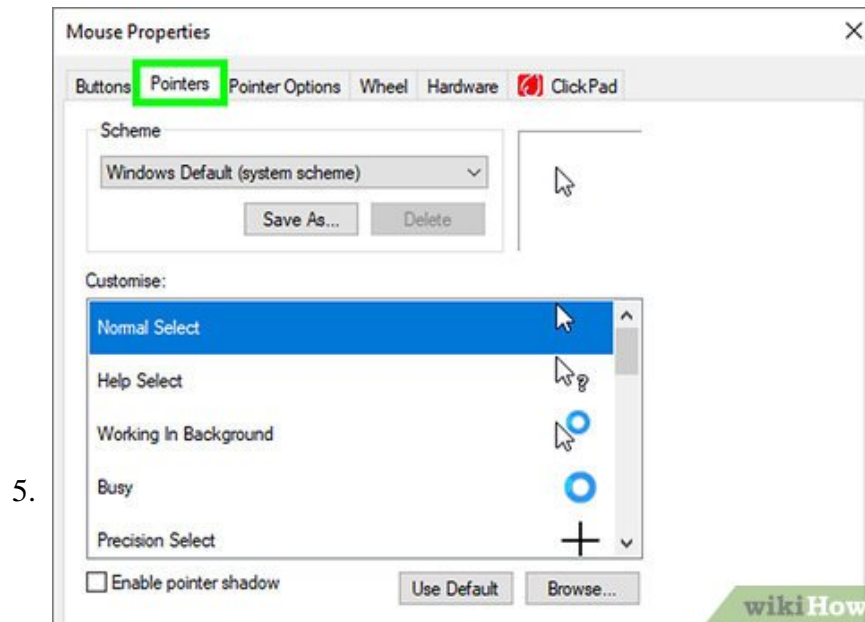 Mouse Properties
Buttons Pointers Pointer Options Wheel Hardware ClickPad
Scheme
Windows Default (system scheme)
Save As... Delete
Customise:
Normal Select
Help Select
Working In Background
Busy
5.
Precision Select
Enable pointer shadow Use Default Browse...
wikiHow